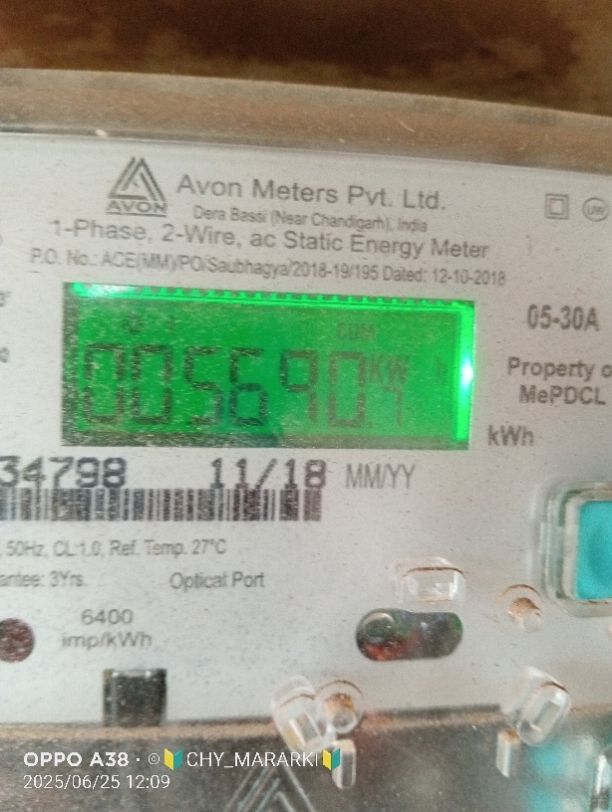 AVON
Avon Meters Pvt. Ltd.
Dera Bassi (Near Chandigarh), India
1-Phase, 2-Wire, ac Static Energy Meter
P.O. No.: ACE(MM)/PO/Saubhagya/2018-19/195 Dated: 12-10-2018
CUM
005690.1 KW h
05-30A
Property o
MePDCL
kWh
34798 11/18 MM/YY
, 50Hz, CL:1.0, Ref. Temp. 27°C
antee: 3Yrs. Optical Port
6400
imp/kWh
OPPO A38 · ©🔰CHY_MARARKI🔰
2025/06/25 12:09